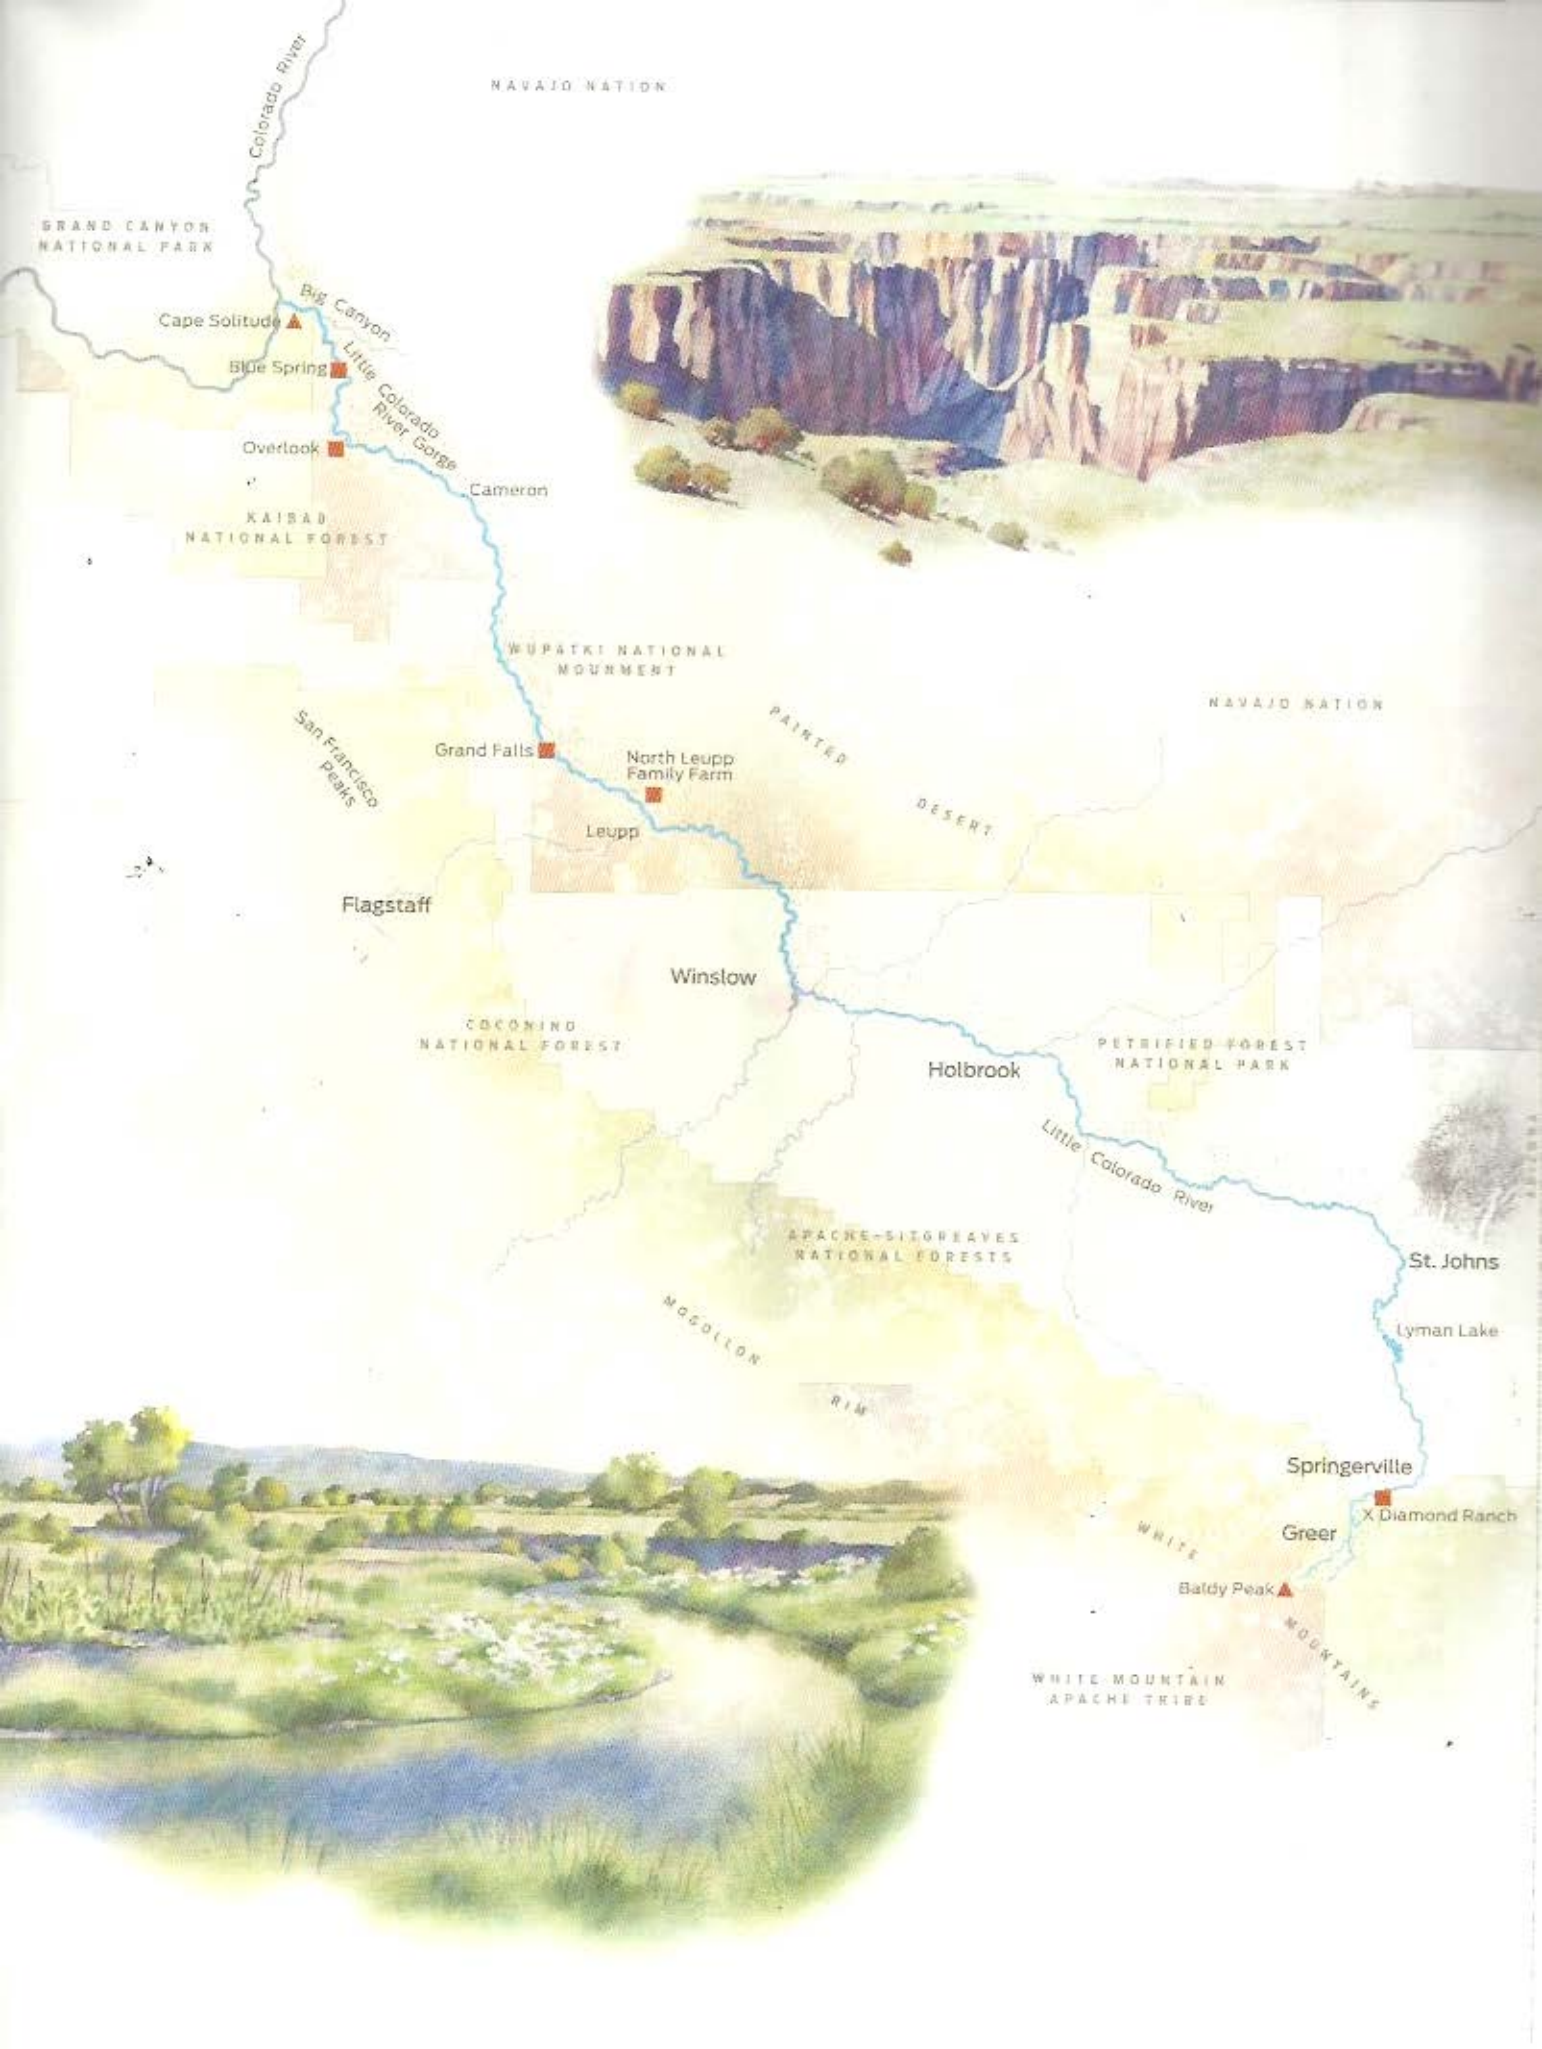 Colorado River
NAVAJO NATION
GRAND CANYON
NATIONAL PARK
Big Canyon
Cape Solitude
Little Colorado
River Gorge
Blue Spring
Overlook
Cameron
KAIBAB
NATIONAL FOREST
WUPATKI NATIONAL
MOUNMENT
PAINTED
DESERT
NAVAJO NATION
San Francisco
Peaks
Grand Falls
North Leupp
Family Farm
Leupp
Flagstaff
Winslow
COCONINO
NATIONAL FOREST
Holbrook
PETRIFIED FOREST
NATIONAL PARK
Little Colorado River
APACHE-SITGREAVES
NATIONAL FORESTS
St. Johns
MOGOLLON
RIM
Lyman Lake
Springerville
X Diamond Ranch
Greer
WHITE
MOUNTAINS
Baldy Peak
WHITE MOUNTAIN
APACHE TRIBE